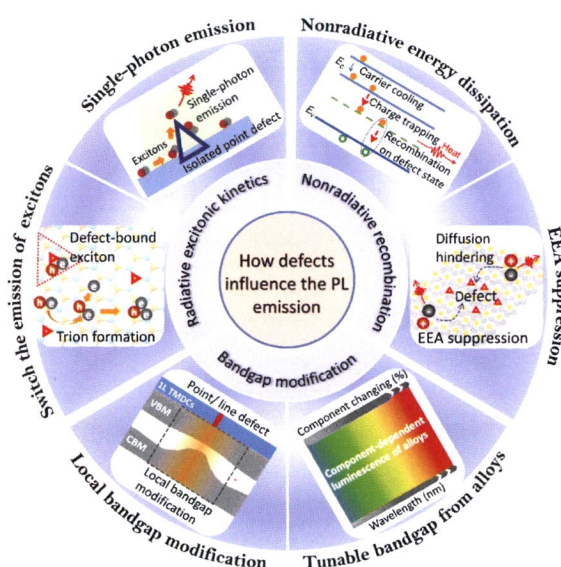 Single-photon emission
Nonradiative energy dissipation
Single-photon
emission
Excitons
Isolated point defect
Carrier cooling
Charge trapping
Heat
Recombination
on defect state
Switch the emission of excitons
EEA suppression
Radiative excitonic kinetics
Nonradiative recombination
Bandgap modification
How defects
influence the PL
emission
Defect-bound
exciton
Trion formation
Diffusion
hindering
Defect
EEA suppression
1L TMDCs
Point/ line defect
VBM
CBM
Local bandgap
modification
Component changing (%)
Component-dependent
luminescence of alloys
Wavelength (nm)
Local bandgap modification
Tunable bandgap from alloys